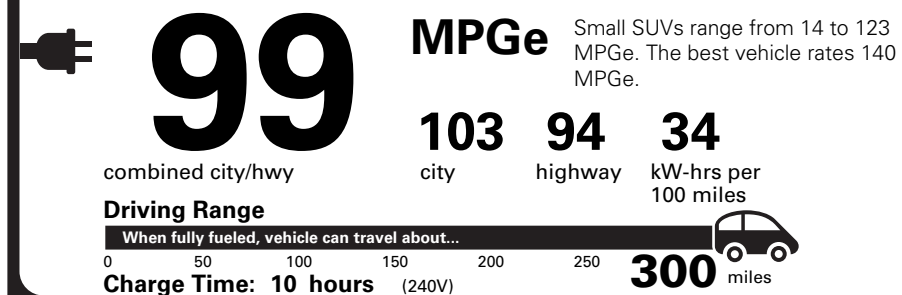 99
MPGe
Small SUVs range from 14 to 123
MPGe. The best vehicle rates 140
MPGe.
combined city/hwy
103
94
34
city
highway
kW-hrs per
100 miles
Driving Range
When fully fueled, vehicle can travel about...
0 50 100 150 200 250 300 miles
Charge Time: 10 hours (240V)